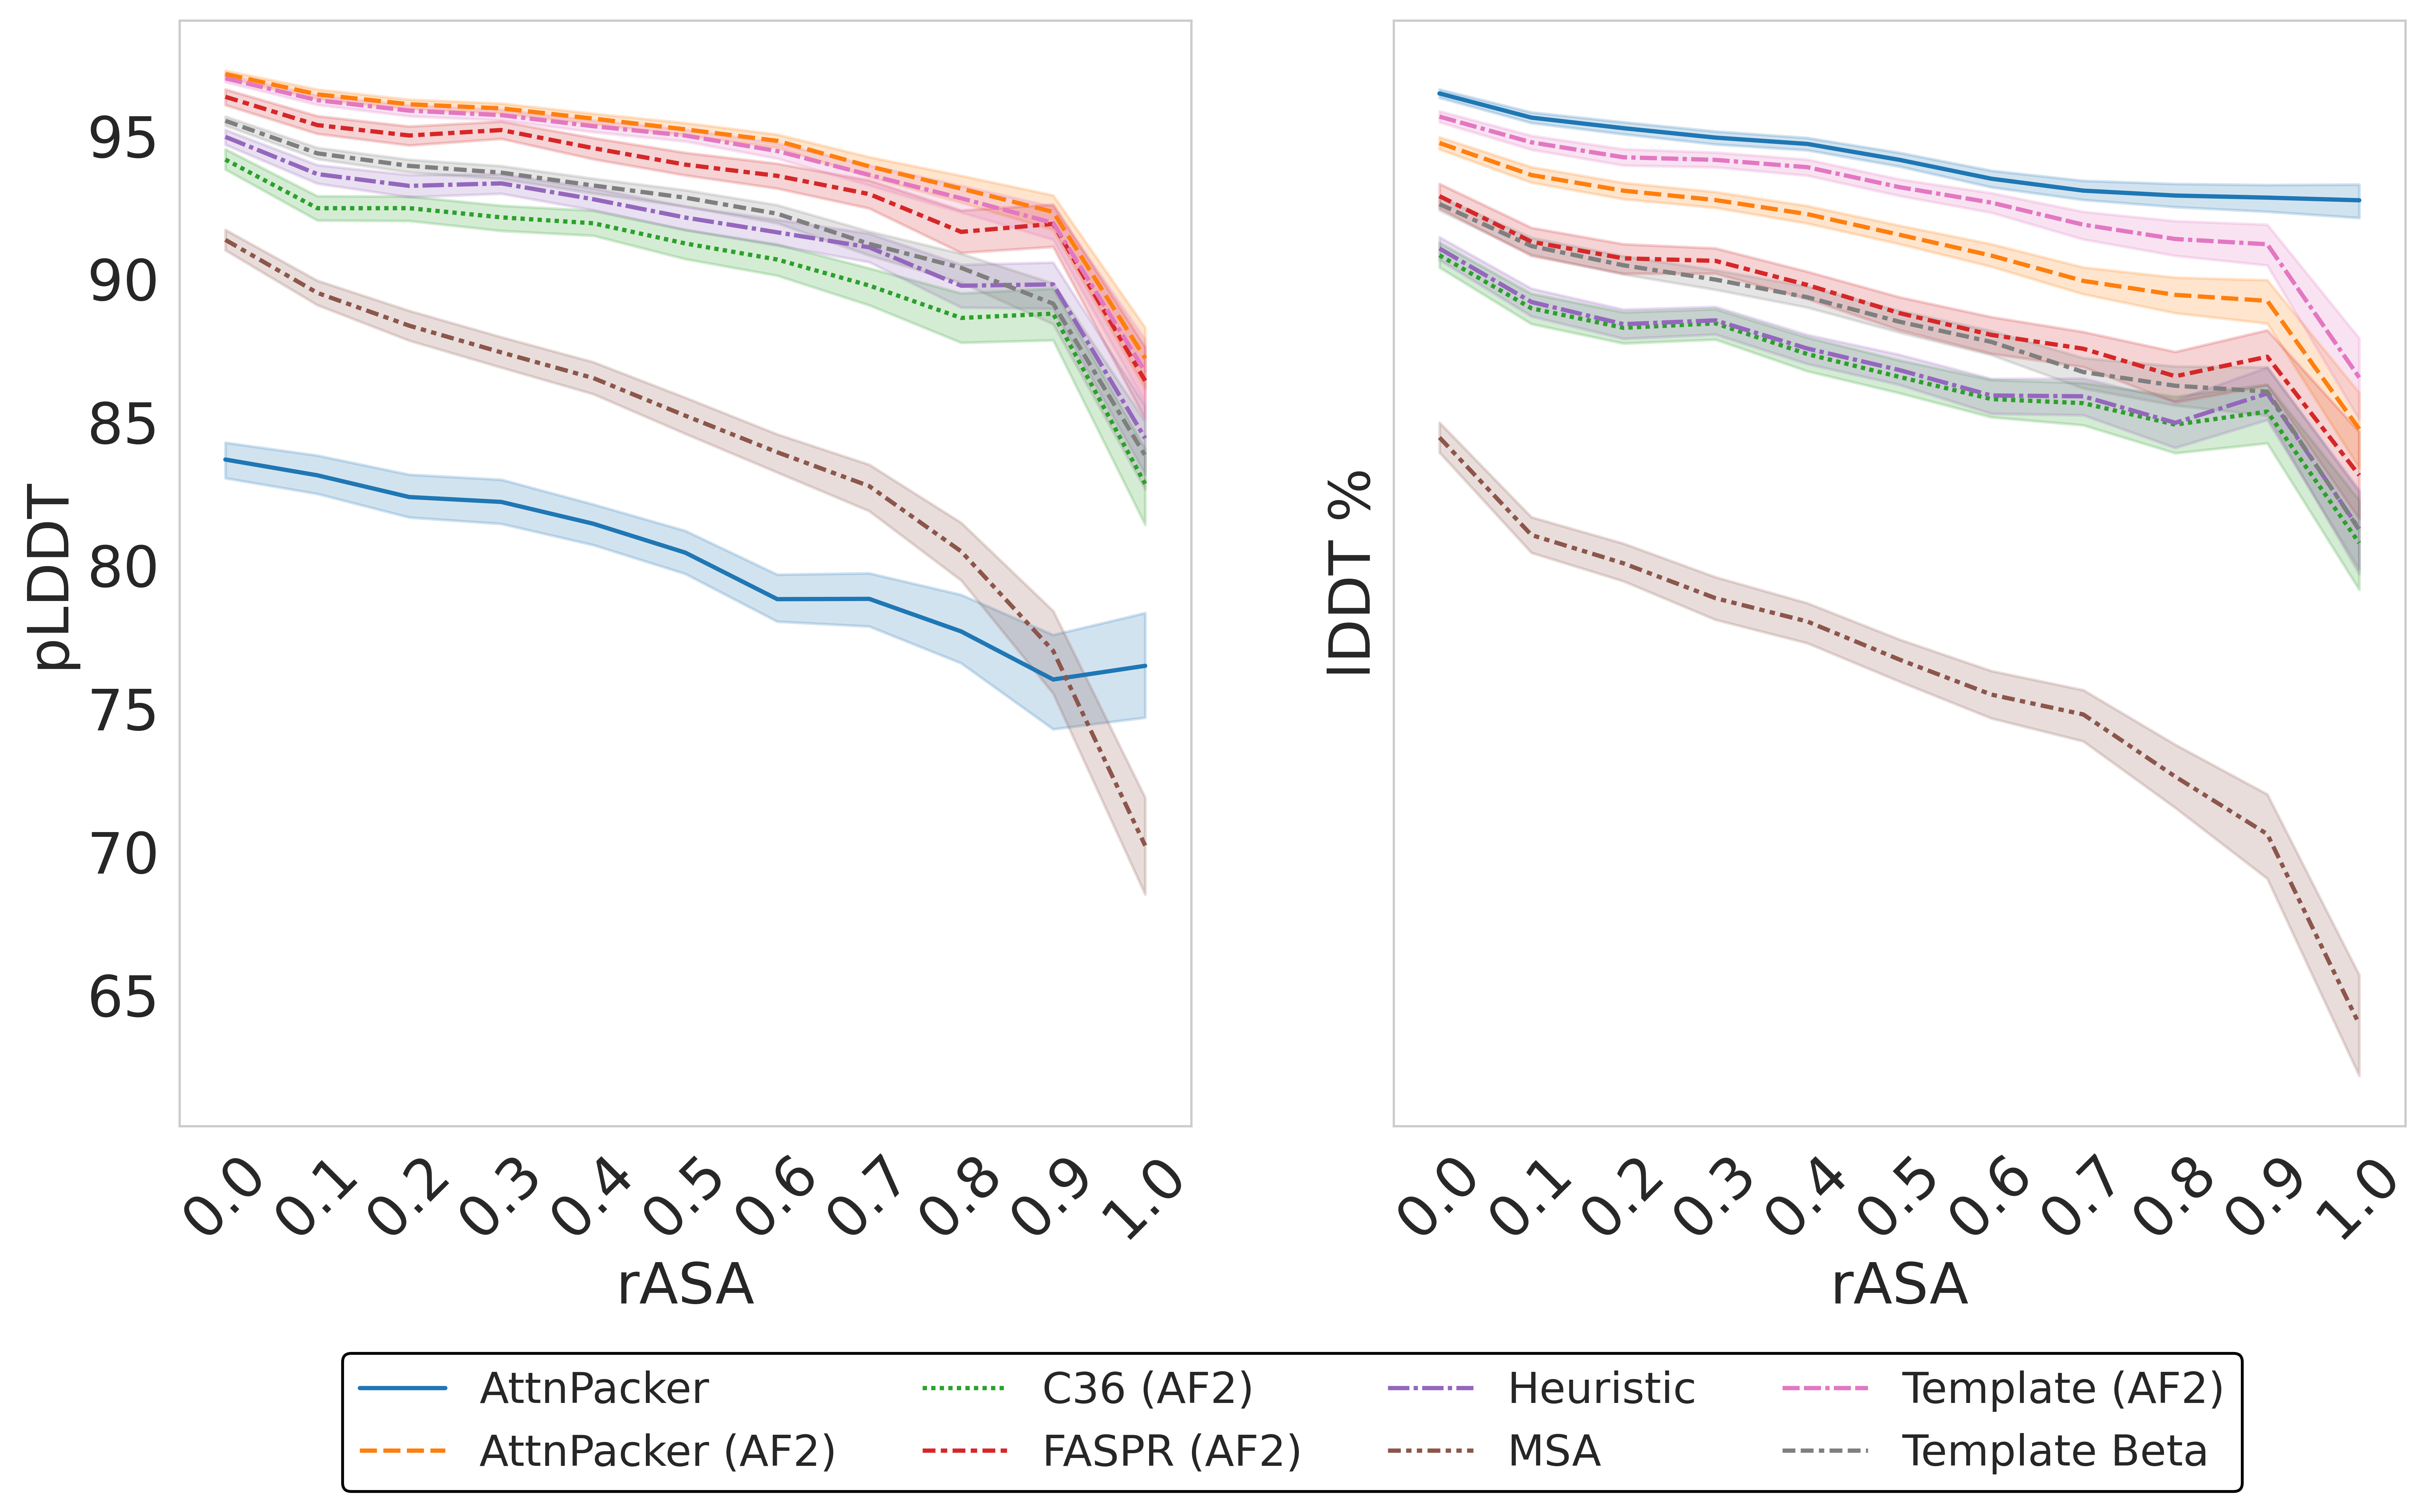 95
90
85
80
75
70
65
pLDDT
0.0 0.1 0.2 0.3 0.4 0.5 0.6 0.7 0.8 0.9 1.0
rASA
lDDT %
0.0 0.1 0.2 0.3 0.4 0.5 0.6 0.7 0.8 0.9 1.0
rASA
AttnPacker C36 (AF2) Heuristic Template (AF2)
AttnPacker (AF2) FASPR (AF2) MSA Template Beta